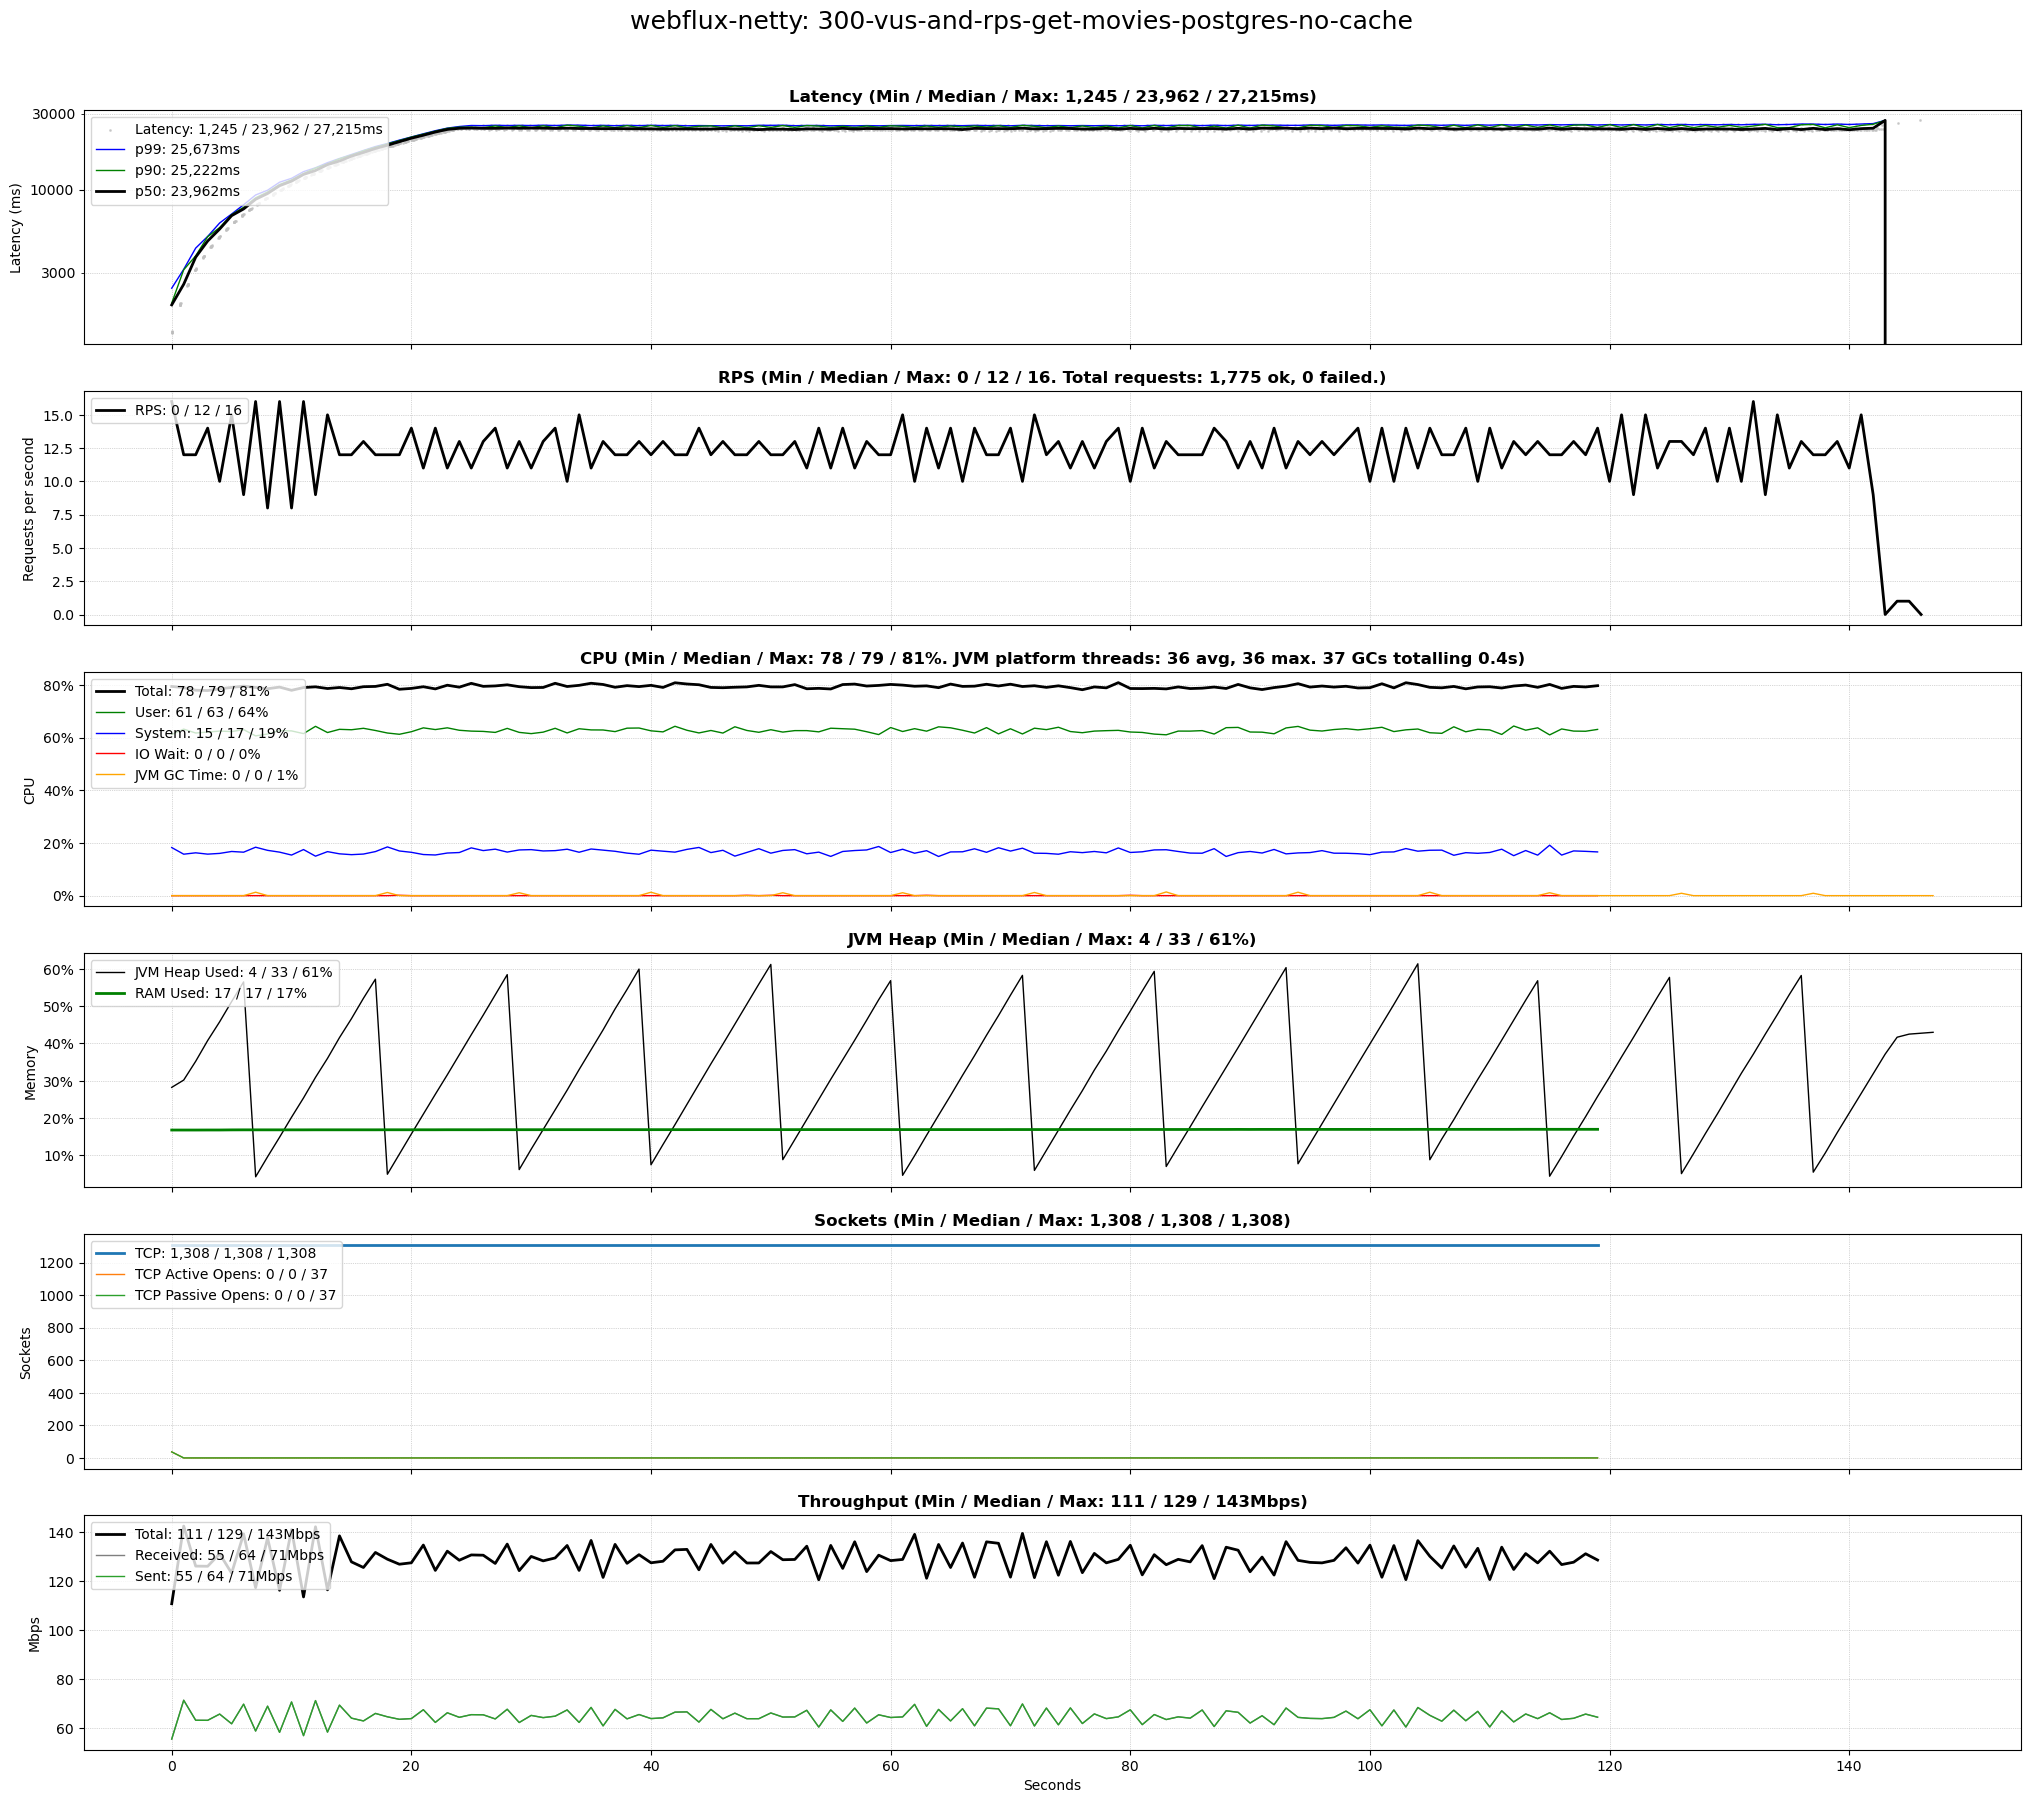 webflux-netty: 300-vus-and-rps-get-movies-postgres-no-cache
Latency (Min / Median / Max: 1,245 / 23,962 / 27,215ms)
Latency: 1,245 / 23,962 / 27,215ms
p99: 25,673ms
p90: 25,222ms
p50: 23,962ms
Latency (ms)
30000
10000
3000
RPS (Min / Median / Max: 0 / 12 / 16. Total requests: 1,775 ok, 0 failed.)
RPS: 0 / 12 / 16
Requests per second
15.0
12.5
10.0
7.5
5.0
2.5
0.0
CPU (Min / Median / Max: 78 / 79 / 81%. JVM platform threads: 36 avg, 36 max. 37 GCs totalling 0.4s)
Total: 78 / 79 / 81%
User: 61 / 63 / 64%
System: 15 / 17 / 19%
IO Wait: 0 / 0 / 0%
JVM GC Time: 0 / 0 / 1%
CPU
80%
60%
40%
20%
0%
JVM Heap (Min / Median / Max: 4 / 33 / 61%)
JVM Heap Used: 4 / 33 / 61%
RAM Used: 17 / 17 / 17%
Memory
60%
50%
40%
30%
20%
10%
Sockets (Min / Median / Max: 1,308 / 1,308 / 1,308)
TCP: 1,308 / 1,308 / 1,308
TCP Active Opens: 0 / 0 / 37
TCP Passive Opens: 0 / 0 / 37
Sockets
1200
1000
800
600
400
200
0
Throughput (Min / Median / Max: 111 / 129 / 143Mbps)
Total: 111 / 129 / 143Mbps
Received: 55 / 64 / 71Mbps
Sent: 55 / 64 / 71Mbps
Mbps
140
120
100
80
60
0 20 40 60 80 100 120 140
Seconds